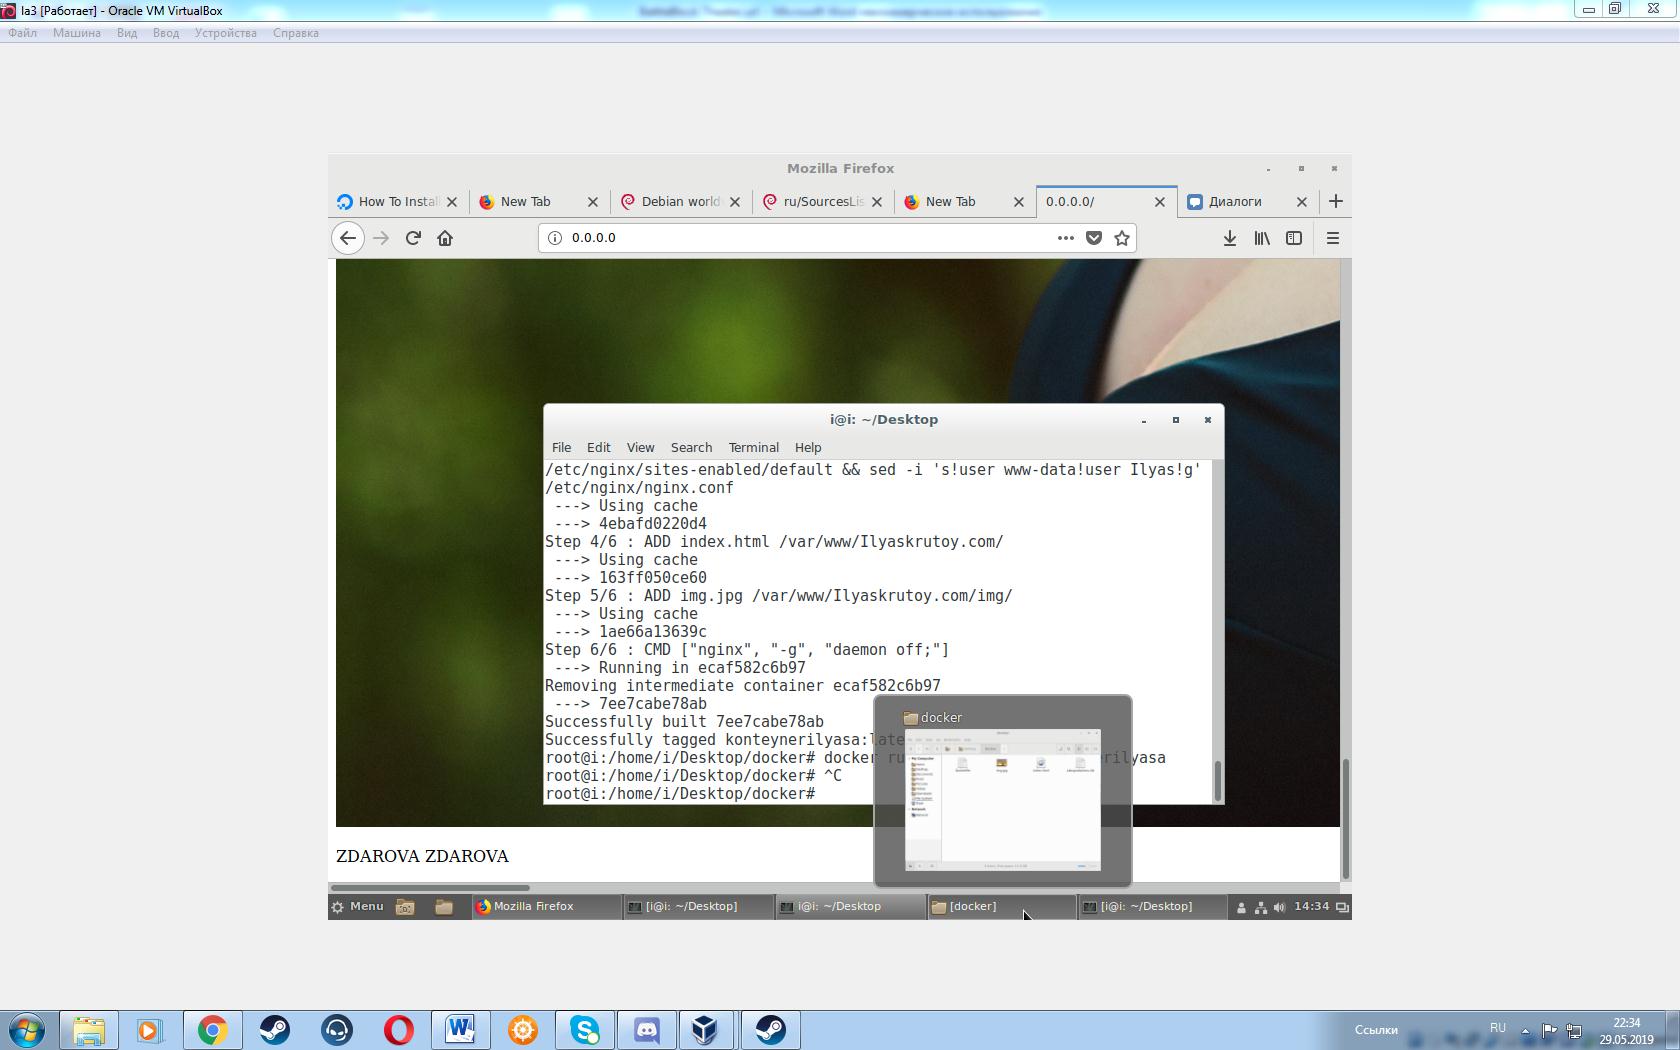 Ia3 [Работает] - Oracle VM VirtualBox
Файл Машина Вид Ввод Устройства Справка
Mozilla Firefox
How To Instal New Tab Debian world ru/SourcesLis New Tab 0.0.0.0/ Диалоги
0.0.0.0
i@i: ~/Desktop
File Edit View Search Terminal Help
/etc/nginx/sites-enabled/default && sed -i 's!user www-data!user Ilyas!g'
/etc/nginx/nginx.conf
---> Using cache
---> 4ebafd0220d4
Step 4/6 : ADD index.html /var/www/Ilyaskrutoy.com/
---> Using cache
---> 163ff050ce60
Step 5/6 : ADD img.jpg /var/www/Ilyaskrutoy.com/img/
---> Using cache
---> 1ae66a13639c
Step 6/6 : CMD ["nginx", "-g", "daemon off;"]
---> Running in ecaf582c6b97
Removing intermediate container ecaf582c6b97
---> 7ee7cabe78ab
Successfully built 7ee7cabe78ab
Successfully tagged konteynerilyasa:late
root@i:/home/i/Desktop/docker# docker ru erilyasa
root@i:/home/i/Desktop/docker# ^C
root@i:/home/i/Desktop/docker#
docker
ZDAROVA ZDAROVA
Menu Mozilla Firefox [i@i: ~/Desktop] i@i: ~/Desktop [docker] [i@i: ~/Desktop] 14:34
Ссылки RU 22:34
29.05.2019